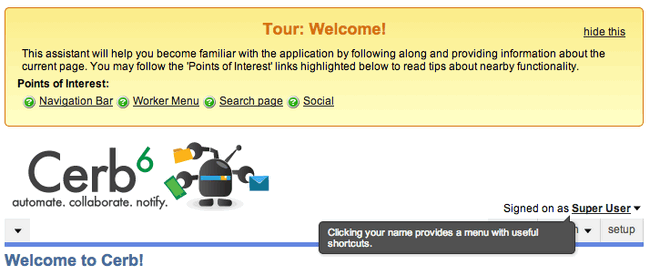 Tour: Welcome!
hide this
This assistant will help you become familiar with the application by following along and providing information about the
current page. You may follow the 'Points of Interest' links highlighted below to read tips about nearby functionality.
Points of Interest:
Navigation Bar Worker Menu Search page Social
Cerb6
automate. collaborate. notify.
Signed on as Super User
Clicking your name provides a menu with useful
shortcuts.
setup
Welcome to Cerb!